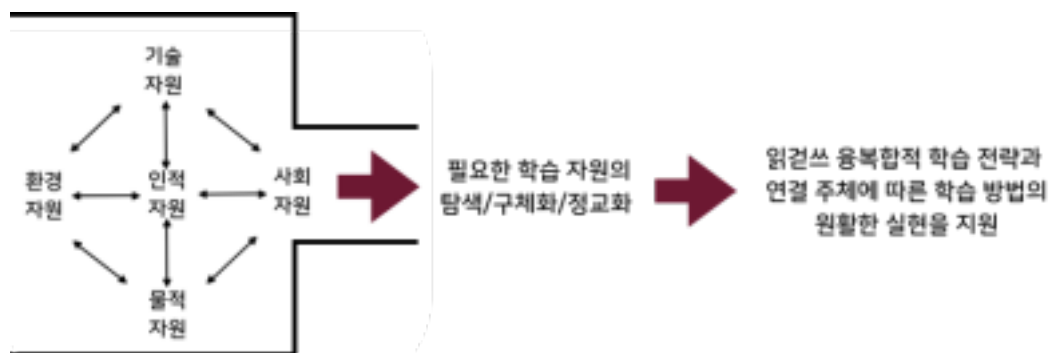 기술
자원
환경
자원
인적
자원
사회
자원
물적
자원
필요한 학습 자원의
탐색/구체화/정교화
읽걷쓰 융복합적 학습 전략과
연결 주체에 따른 학습 방법의
원활한 실현을 지원